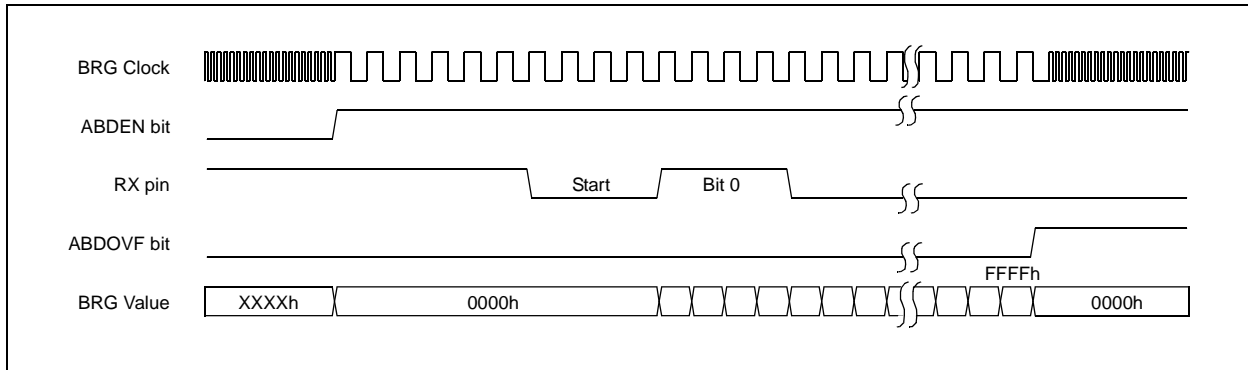 BRG Clock
ABDEN bit
RX pin
Start
Bit 0
ABDOVF bit
FFFFh
BRG Value
XXXXh
0000h
0000h